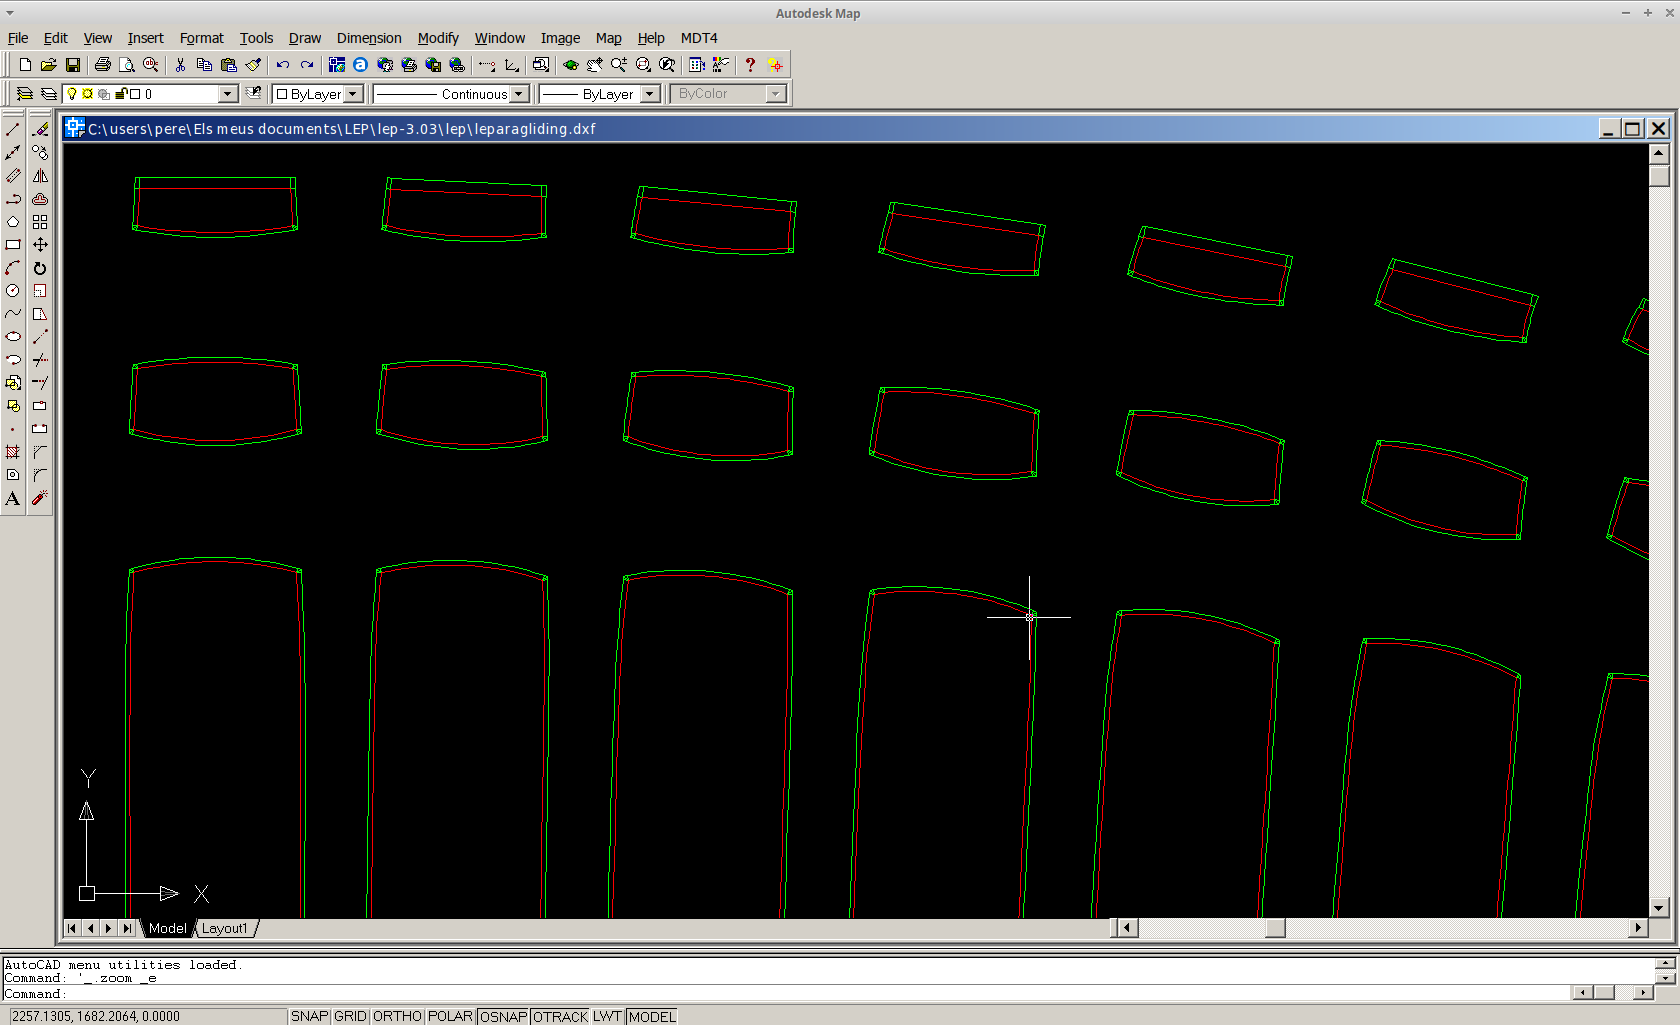 Autodesk Map
File Edit View Insert Format Tools Draw Dimension Modify Window Image Map Help MDT4
0 ByLayer Continuous ByLayer ByColor
C:\users\pere\Els meus documents\LEP\lep-3.03\lep\leparagliding.dxf
Y
X
Model Layout1
AutoCAD menu utilities loaded.
Command: '_.zoom _e
Command:
2257.1305, 1682.2064, 0.0000 SNAP GRID ORTHO POLAR OSNAP OTRACK LWT MODEL